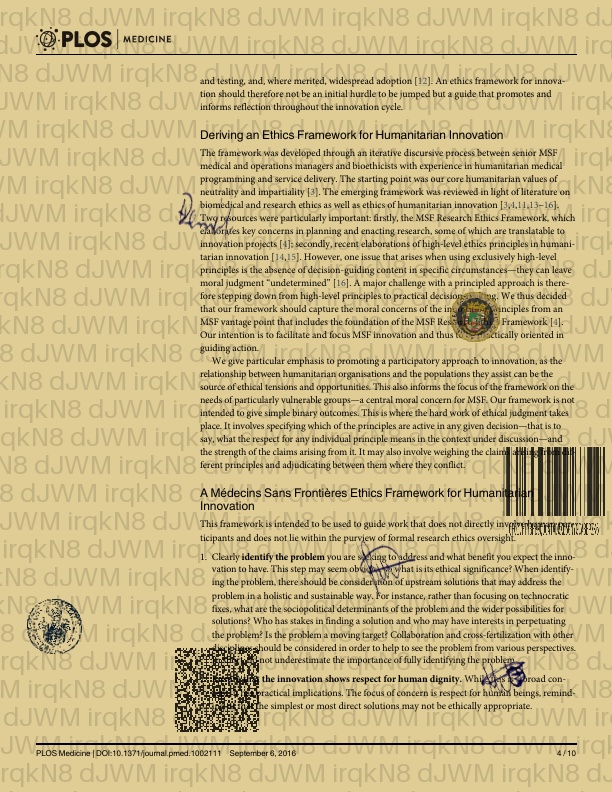 PLOS | MEDICINE
and testing, and, where merited, widespread adoption [12]. An ethics framework for innova-
tion should therefore not be an initial hurdle to be jumped but a guide that promotes and
informs reflection throughout the innovation cycle.
Deriving an Ethics Framework for Humanitarian Innovation
The framework was developed through an iterative discursive process between senior MSF
medical and operations managers and bioethicists with experience in humanitarian medical
programming and service delivery. The starting point was our core humanitarian values of
neutrality and impartiality [3]. The emerging framework was reviewed in light of literature on
biomedical and research ethics as well as ethics of humanitarian innovation [3,4,11,13–16].
Two resources were particularly important: firstly, the MSF Research Ethics Framework, which
elaborates key concerns in planning and enacting research, some of which are translatable to
innovation projects [4]; secondly, recent elaborations of high-level ethics principles in humani-
tarian innovation [14,15]. However, one issue that arises when using exclusively high-level
principles is the absence of decision-guiding content in specific circumstances—they can leave
moral judgment “undetermined” [16]. A major challenge with a principled approach is there-
fore stepping down from high-level principles to practical decision- We thus decided
that our framework should capture the moral concerns of the principles from an
MSF vantage point that includes the foundation of the MSF Framework [4].
Our intention is to facilitate and focus MSF innovation and thus practically oriented in
guiding action.
We give particular emphasis to promoting a participatory approach to innovation, as the
relationship between humanitarian organisations and the populations they assist can be the
source of ethical tensions and opportunities. This also informs the focus of the framework on the
needs of particularly vulnerable groups—a central moral concern for MSF. Our framework is not
intended to give simple binary outcomes. This is where the hard work of ethical judgment takes
place. It involves specifying which of the principles are active in any given decision—that is to
say, what the respect for any individual principle means in the context under discussion—and
the strength of the claims arising from it. It may also involve weighing the claims arising from dif-
ferent principles and adjudicating between them where they conflict.
A Médecins Sans Frontières Ethics Framework for Humanitarian
Innovation
This framework is intended to be used to guide work that does not directly involve human par-
ticipants and does not lie within the purview of formal research ethics oversight.
1. Clearly identify the problem you are seeking to address and what benefit you expect the inno-
vation to have. This step may seem obvious, what is its ethical significance? When identify-
ing the problem, there should be consideration of upstream solutions that may address the
problem in a holistic and sustainable way. For instance, rather than focusing on technocratic
fixes, what are the sociopolitical determinants of the problem and the wider possibilities for
solutions? Who has stakes in finding a solution and who may have interests in perpetuating
the problem? Is the problem a moving target? Collaboration and cross-fertilization with other
disciplines should be considered in order to help to see the problem from various perspectives.
not underestimate the importance of fully identifying the problem.
the innovation shows respect for human dignity. While this is a broad con-
practical implications. The focus of concern is respect for human beings, remind-
the simplest or most direct solutions may not be ethically appropriate.
PLOS Medicine | DOI:10.1371/journal.pmed.1002111 September 6, 2016
4 / 10
irqkN8 dJWM